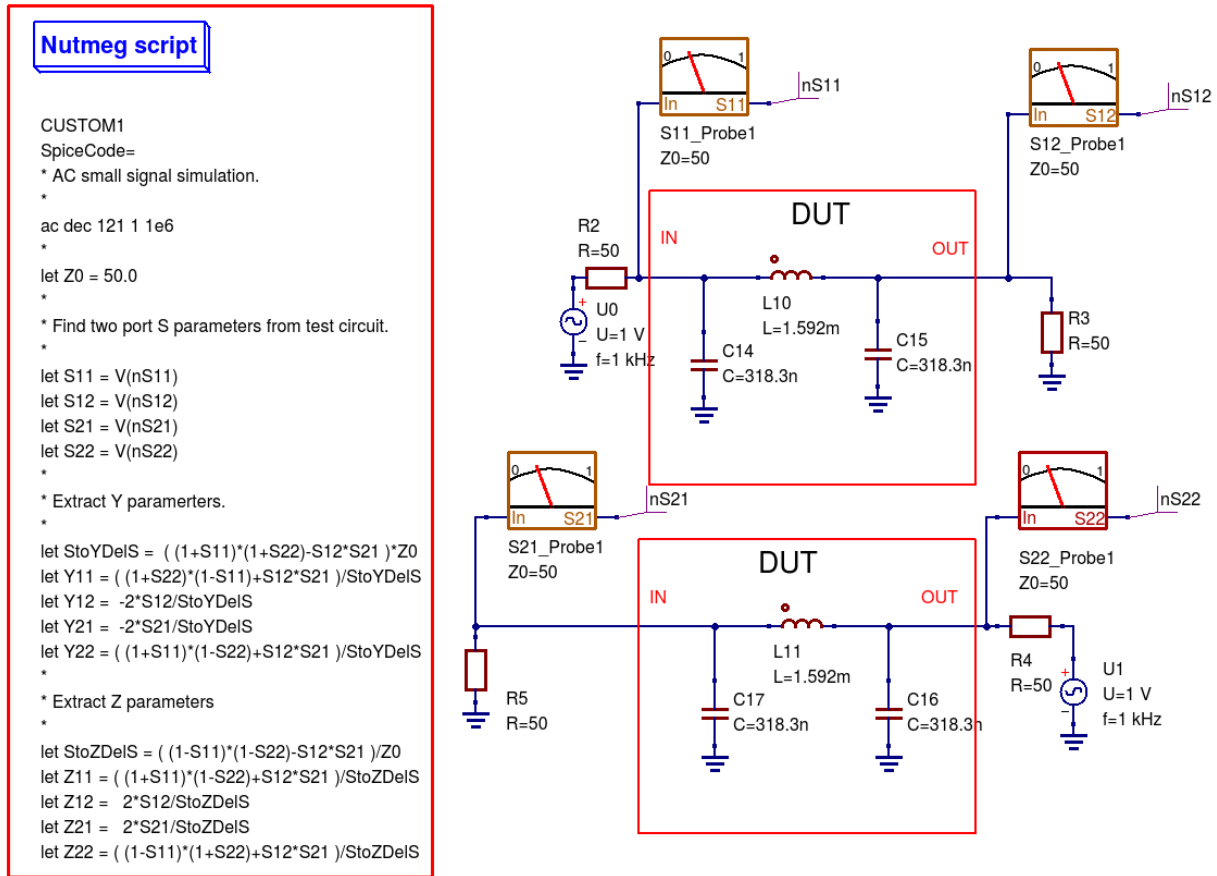 Nutmeg script
CUSTOM1
SpiceCode=
* AC small signal simulation.
*
ac dec 121 1 1e6
*
let Z0 = 50.0
*
* Find two port S parameters from test circuit.
*
let S11 = V(nS11)
let S12 = V(nS12)
let S21 = V(nS21)
let S22 = V(nS22)
*
* Extract Y paramerters.
*
let StoYDelS = ( (1+S11)*(1+S22)-S12*S21 )*Z0
let Y11 = ( (1+S22)*(1-S11)+S12*S21 )/StoYDelS
let Y12 = -2*S12/StoYDelS
let Y21 = -2*S21/StoYDelS
let Y22 = ( (1+S11)*(1-S22)+S12*S21 )/StoYDelS
*
* Extract Z parameters
*
let StoZDelS = ( (1-S11)*(1-S22)-S12*S21 )/Z0
let Z11 = ( (1+S11)*(1-S22)+S12*S21 )/StoZDelS
let Z12 = 2*S12/StoZDelS
let Z21 = 2*S21/StoZDelS
let Z22 = ( (1-S11)*(1+S22)+S12*S21 )/StoZDelS
0 1
In S11
nS11
S11_Probe1
Z0=50
0 1
In S12
nS12
S12_Probe1
Z0=50
DUT
IN
OUT
R2
R=50
+
U0
U=1 V
−
f=1 kHz
L10
L=1.592m
C14
C=318.3n
C15
C=318.3n
R3
R=50
0 1
In S21
nS21
S21_Probe1
Z0=50
0 1
In S22
nS22
S22_Probe1
Z0=50
DUT
IN
OUT
L11
L=1.592m
R5
R=50
C17
C=318.3n
C16
C=318.3n
R4
R=50
+
U1
U=1 V
−
f=1 kHz